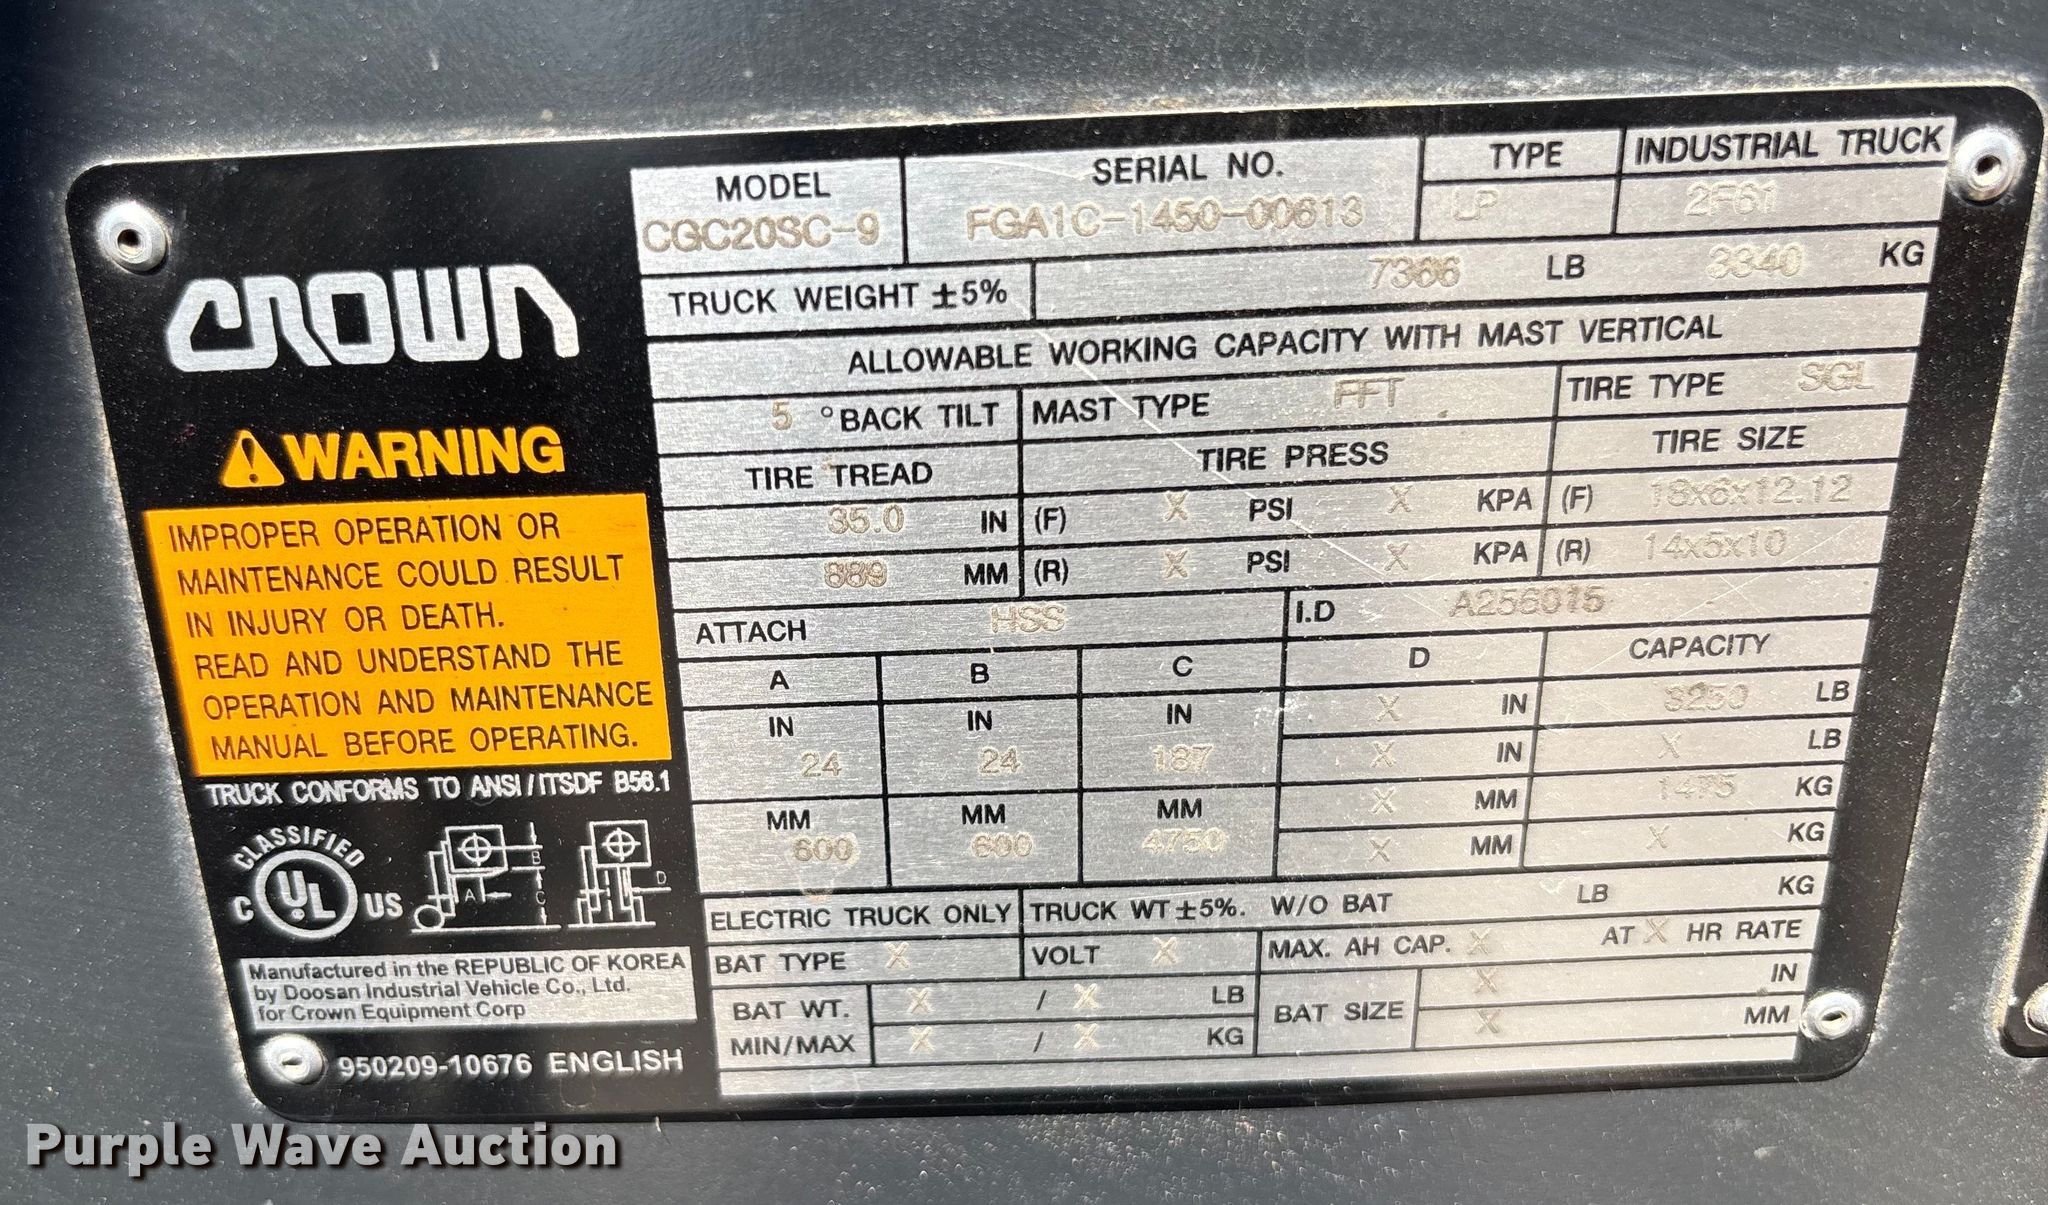 CROWN
WARNING
IMPROPER OPERATION OR
MAINTENANCE COULD RESULT
IN INJURY OR DEATH.
READ AND UNDERSTAND THE
OPERATION AND MAINTENANCE
MANUAL BEFORE OPERATING.
TRUCK CONFORMS TO ANSI/ITSDF B56.1
CLASSIFIED
C UL US
A B C D
Manufactured in the REPUBLIC OF KOREA
by Doosan Industrial Vehicle Co., Ltd.
for Crown Equipment Corp
950209-10676 ENGLISH
MODEL SERIAL NO. TYPE INDUSTRIAL TRUCK
CGC20SC-9 FGA1C-1450-00613 LP 2F61
TRUCK WEIGHT ±5% 7366 LB 3340 KG
ALLOWABLE WORKING CAPACITY WITH MAST VERTICAL
5 °BACK TILT MAST TYPE FFT TIRE TYPE SGL
TIRE TREAD TIRE PRESS TIRE SIZE
35.0 IN (F) X PSI X KPA (F) 18x6x12.12
889 MM (R) X PSI X KPA (R) 14x5x10
ATTACH HSS I.D A256015
A B C D CAPACITY
IN IN IN X IN 3250 LB
24 24 187 X IN X LB
MM MM MM X MM 1475 KG
600 600 4750 X MM X KG
ELECTRIC TRUCK ONLY TRUCK WT ±5%. W/O BAT LB KG
BAT TYPE X VOLT X MAX. AH CAP. X AT X HR RATE
BAT WT. X / X LB BAT SIZE X IN
MIN/MAX X / X KG X MM
Purple Wave Auction